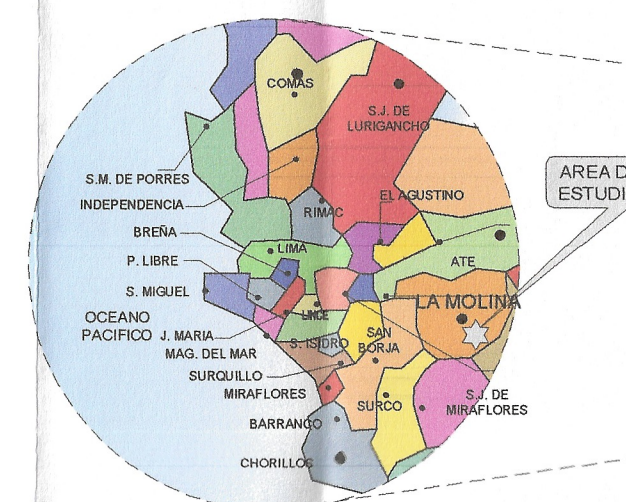 COMAS
S.J. DE
LURIGANCHO
AREA D
ESTUDI
S.M. DE PORRES
INDEPENDENCIA
RIMAC
EL AGUSTINO
BREÑA
LIMA
P. LIBRE
ATE
S. MIGUEL
LA MOLINA
OCEANO
PACIFICO
J. MARIA
LINCE
MAG. DEL MAR
S. ISIDRO
SAN
BORJA
SURQUILLO
MIRAFLORES
SURCO
S.J. DE
MIRAFLORES
BARRANCO
CHORILLOS